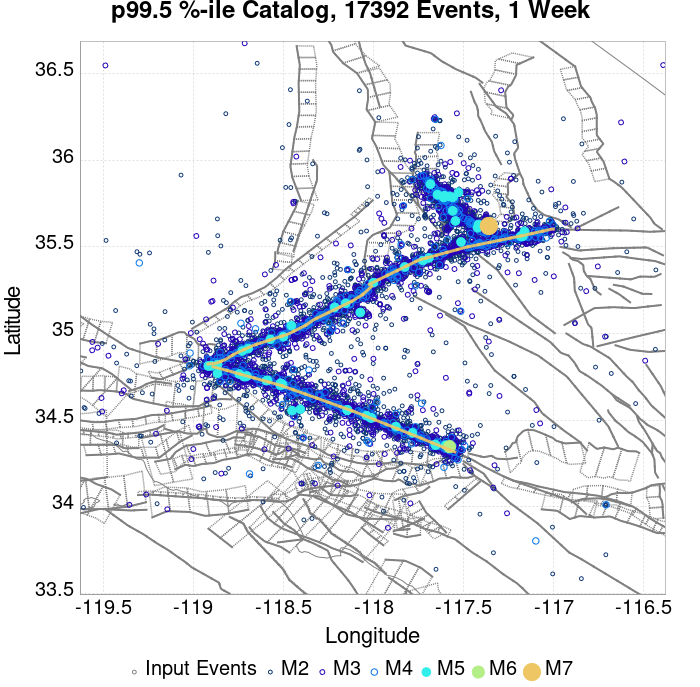 p99.5 %-ile Catalog, 17392 Events, 1 Week
36.5
36
35.5
35
34.5
34
33.5
Latitude
-119.5 -119 -118.5 -118 -117.5 -117 -116.5
Longitude
Input Events M2 M3 M4 M5 M6 M7